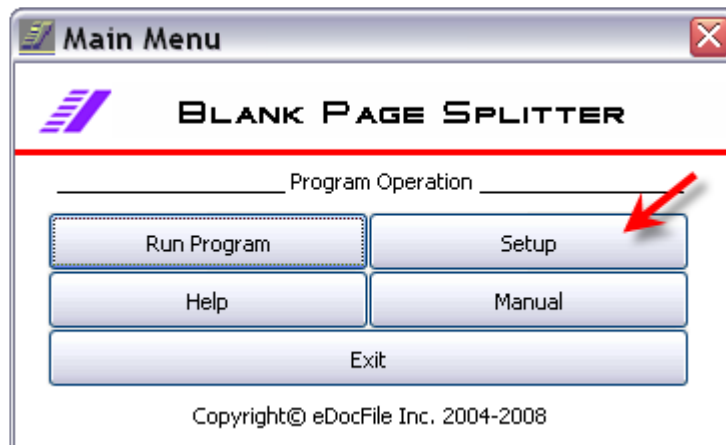 Main Menu
BLANK PAGE SPLITTER
Program Operation
Run Program
Setup
Help
Manual
Exit
Copyright© eDocFile Inc. 2004-2008